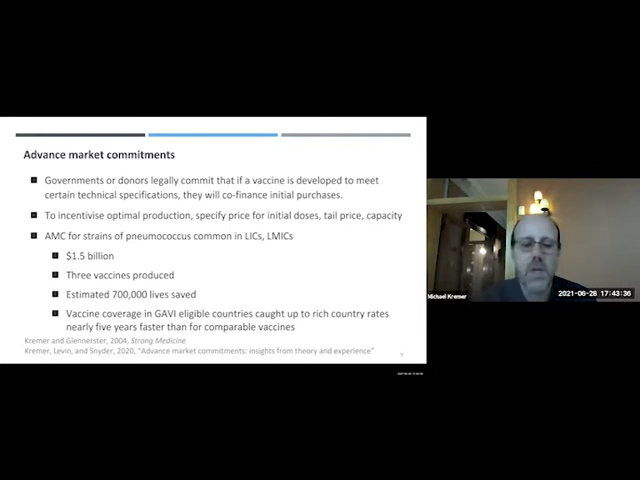 Advance market commitments
Governments or donors legally commit that if a vaccine is developed to meet
certain technical specifications, they will co-finance initial purchases.
To incentivise optimal production, specify price for initial doses, tail price, capacity
AMC for strains of pneumococcus common in LICs, LMICs
$1.5 billion
Three vaccines produced
Estimated 700,000 lives saved
Vaccine coverage in GAVI eligible countries caught up to rich country rates
nearly five years faster than for comparable vaccines
Kremer and Glennerster, 2004, Strong Medicine
Kremer, Levin, and Snyder, 2020, "Advance market commitments: insights from theory and experience"
Michael Kremer
2021-06-28 17:43:36